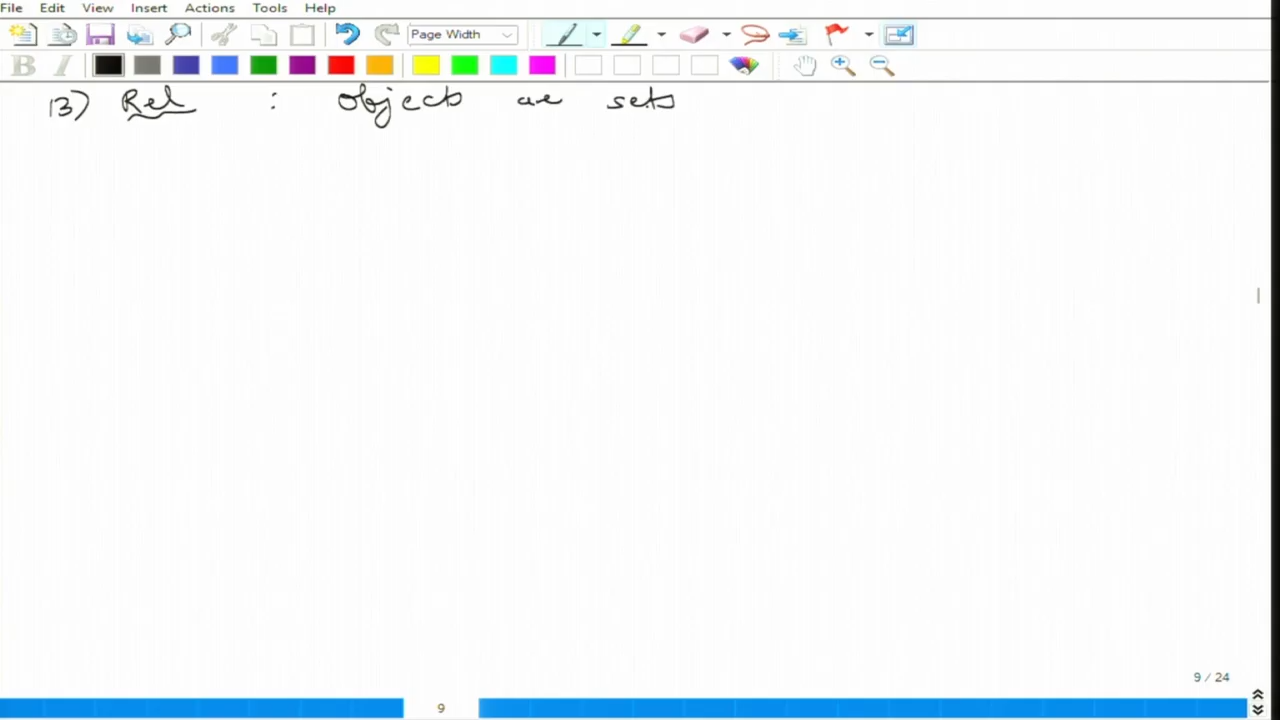 File Edit View Insert Actions Tools Help
Page Width
B I
13) Rel : Objects are sets
9 / 24
9